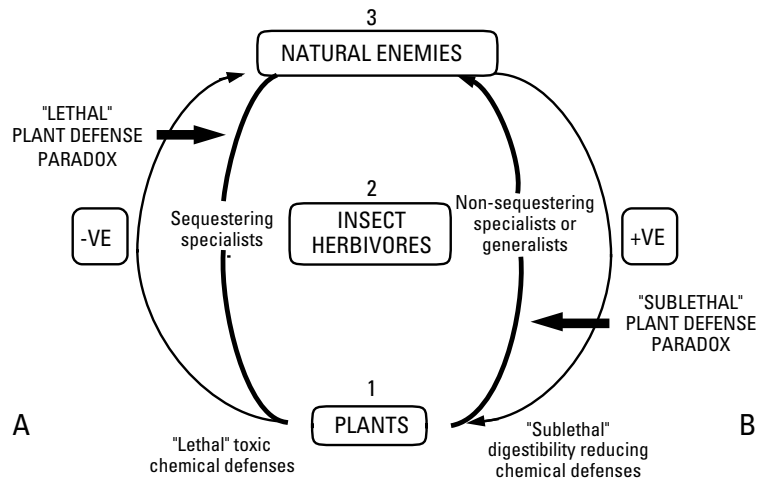 3
NATURAL ENEMIES
"LETHAL"
PLANT DEFENSE
PARADOX
-VE
Sequestering
specialists
2
INSECT
HERBIVORES
Non-sequestering
specialists or
generalists
+VE
"SUBLETHAL"
PLANT DEFENSE
PARADOX
1
PLANTS
A
"Lethal" toxic
chemical defenses
"Sublethal"
digestibility reducing
chemical defenses
B